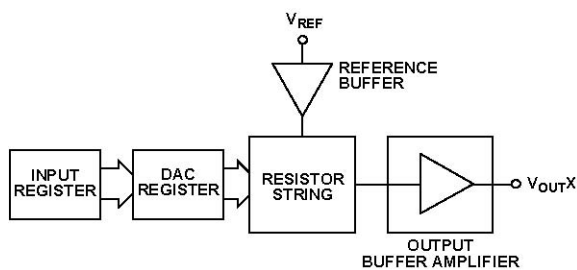 VREF
REFERENCE
BUFFER
INPUT
REGISTER
DAC
REGISTER
RESISTOR
STRING
VOUTX
OUTPUT
BUFFER AMPLIFIER